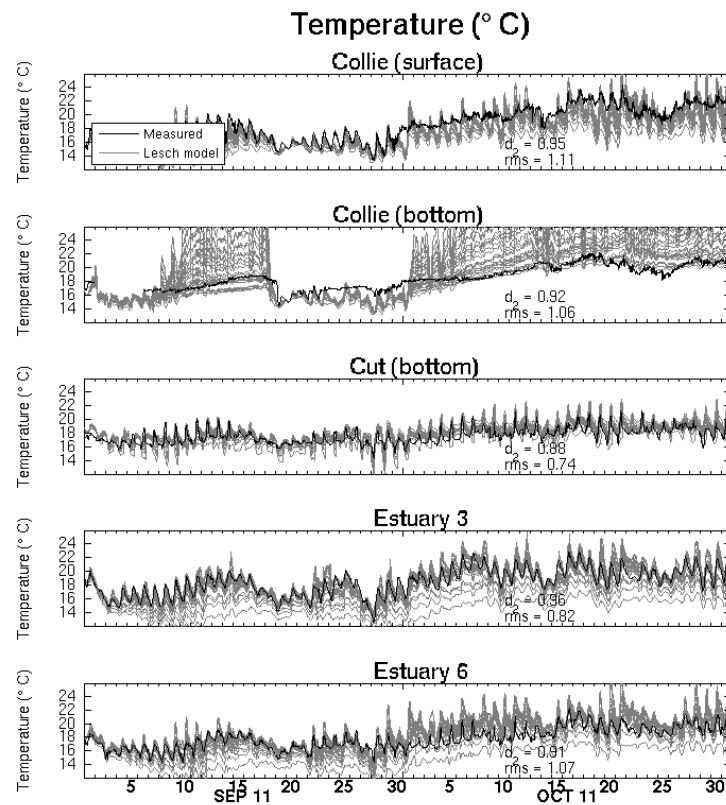 Temperature (° C)
Collie (surface)
Temperature (° C)
24
22
20
18
16
14
Measured
Lesch model
d2 = 0.95
rms = 1.11
Collie (bottom)
Temperature (° C)
24
22
20
18
16
14
d2 = 0.92
rms = 1.06
Cut (bottom)
Temperature (° C)
24
22
20
18
16
14
d2 = 0.88
rms = 0.74
Estuary 3
Temperature (° C)
24
22
20
18
16
14
d2 = 0.96
rms = 0.82
Estuary 6
Temperature (° C)
24
22
20
18
16
14
d2 = 0.91
rms = 1.07
5 10 15 20 25 30 5 10 15 20 25 30
SEP 11 OCT 11